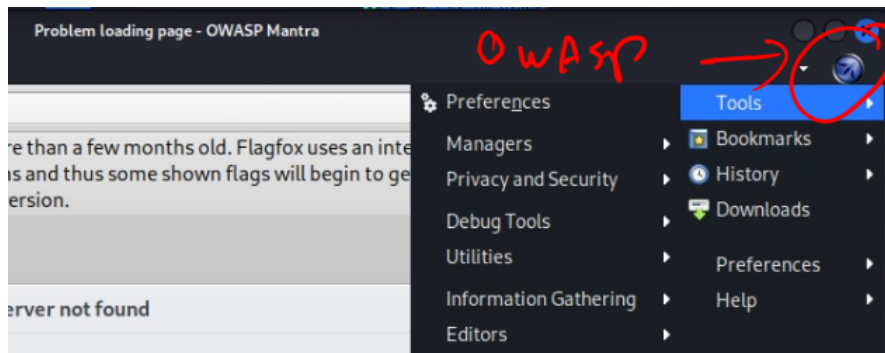 Problem loading page - OWASP Mantra
OWASP
re than a few months old. Flagfox uses an inte
ns and thus some shown flags will begin to ge
ersion.
erver not found
Preferences
Managers
Privacy and Security
Debug Tools
Utilities
Information Gathering
Editors
Tools
Bookmarks
History
Downloads
Preferences
Help